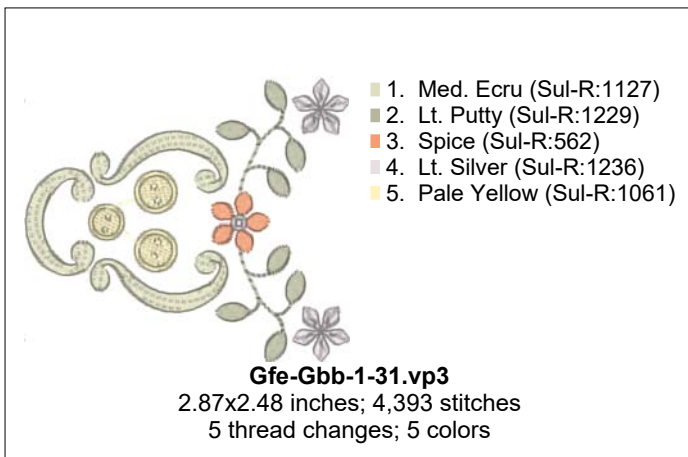 1. Med. Ecru (Sul-R:1127)
2. Lt. Putty (Sul-R:1229)
3. Spice (Sul-R:562)
4. Lt. Silver (Sul-R:1236)
5. Pale Yellow (Sul-R:1061)
Gfe-Gbb-1-31.vp3
2.87x2.48 inches; 4,393 stitches
5 thread changes; 5 colors